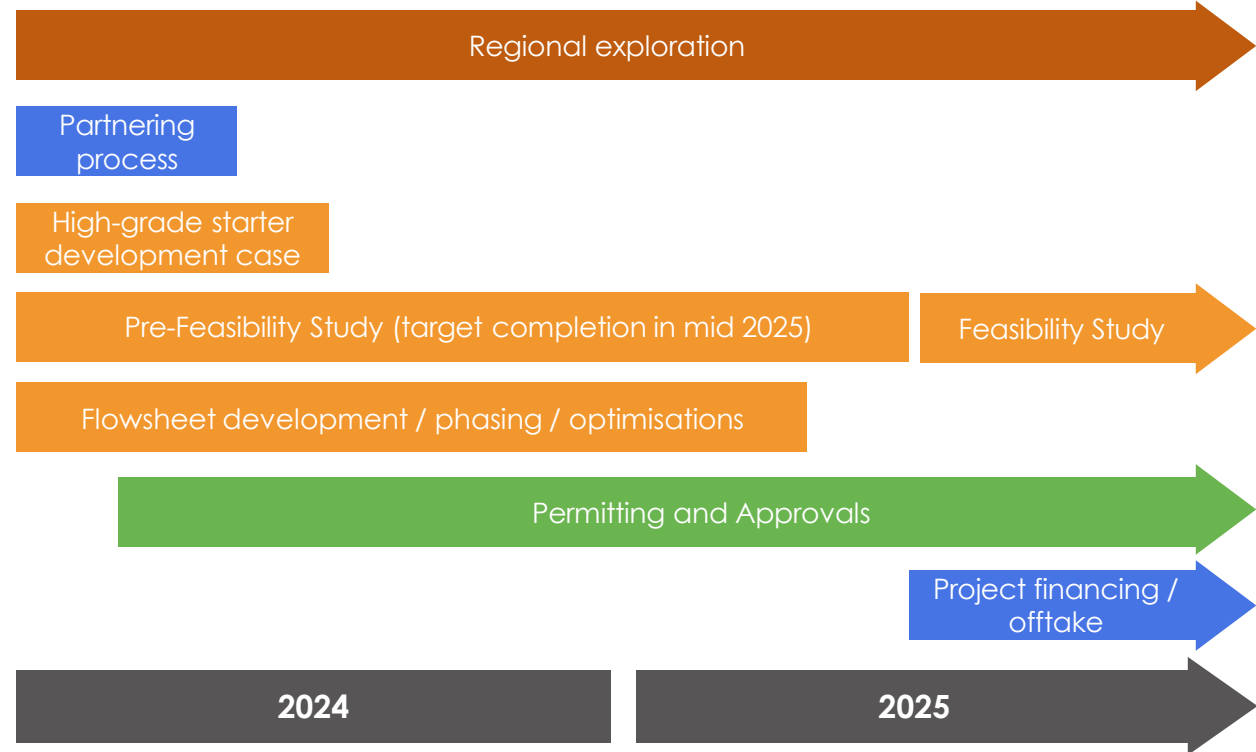 Regional exploration
Partnering
process
High-grade starter
development case
Pre-Feasibility Study (target completion in mid 2025)
Feasibility Study
Flowsheet development / phasing / optimisations
Permitting and Approvals
Project financing /
offtake
2024
2025